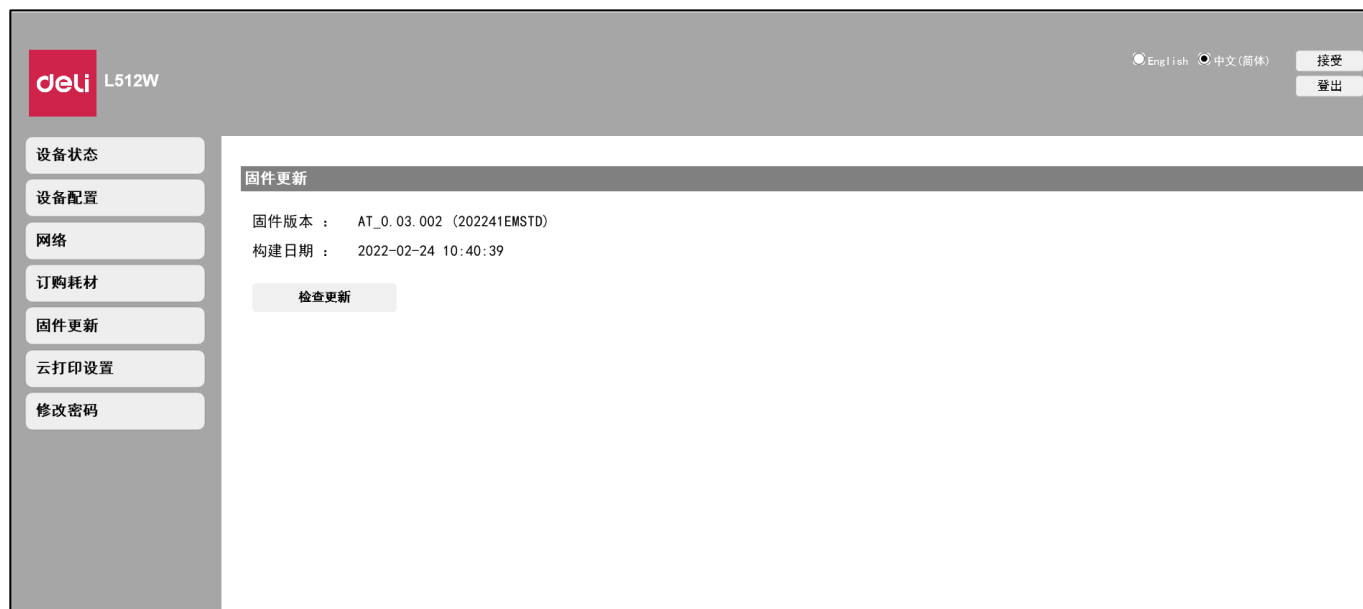 deli L512W
English 中文(简体)
接受
登出
设备状态
设备配置
网络
订购耗材
固件更新
云打印设置
修改密码
固件更新
固件版本 : AT_0.03.002 (202241EMSTD)
构建日期 : 2022-02-24 10:40:39
检查更新